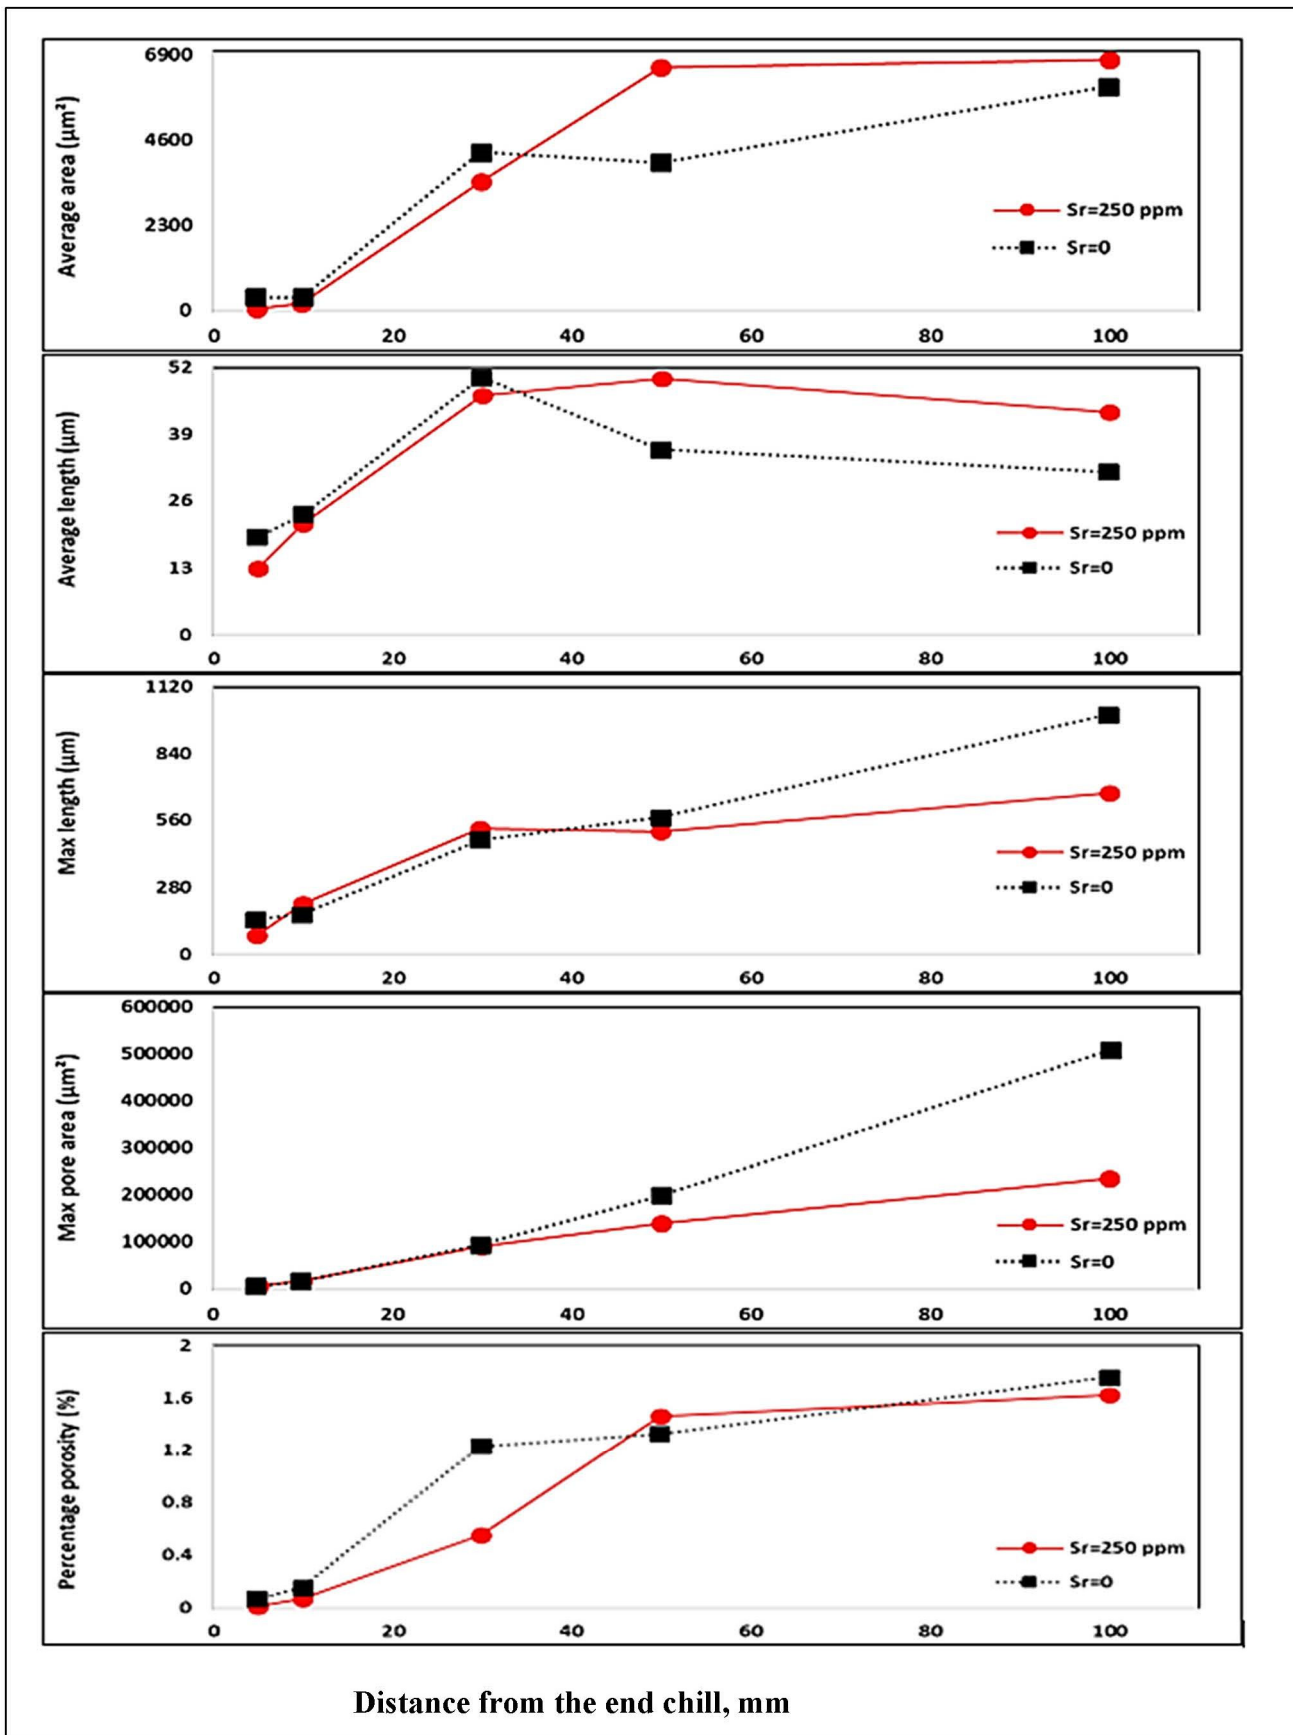 Average area (µm²)
6900
4600
2300
0
Sr=250 ppm
Sr=0
0 20 40 60 80 100
Average length (µm)
52
39
26
13
0
Sr=250 ppm
Sr=0
0 20 40 60 80 100
Max length (µm)
1120
840
560
280
0
Sr=250 ppm
Sr=0
0 20 40 60 80 100
Max pore area (µm²)
600000
500000
400000
300000
200000
100000
0
Sr=250 ppm
Sr=0
0 20 40 60 80 100
Percentage porosity (%)
2
1.6
1.2
0.8
0.4
0
Sr=250 ppm
Sr=0
0 20 40 60 80 100
Distance from the end chill, mm